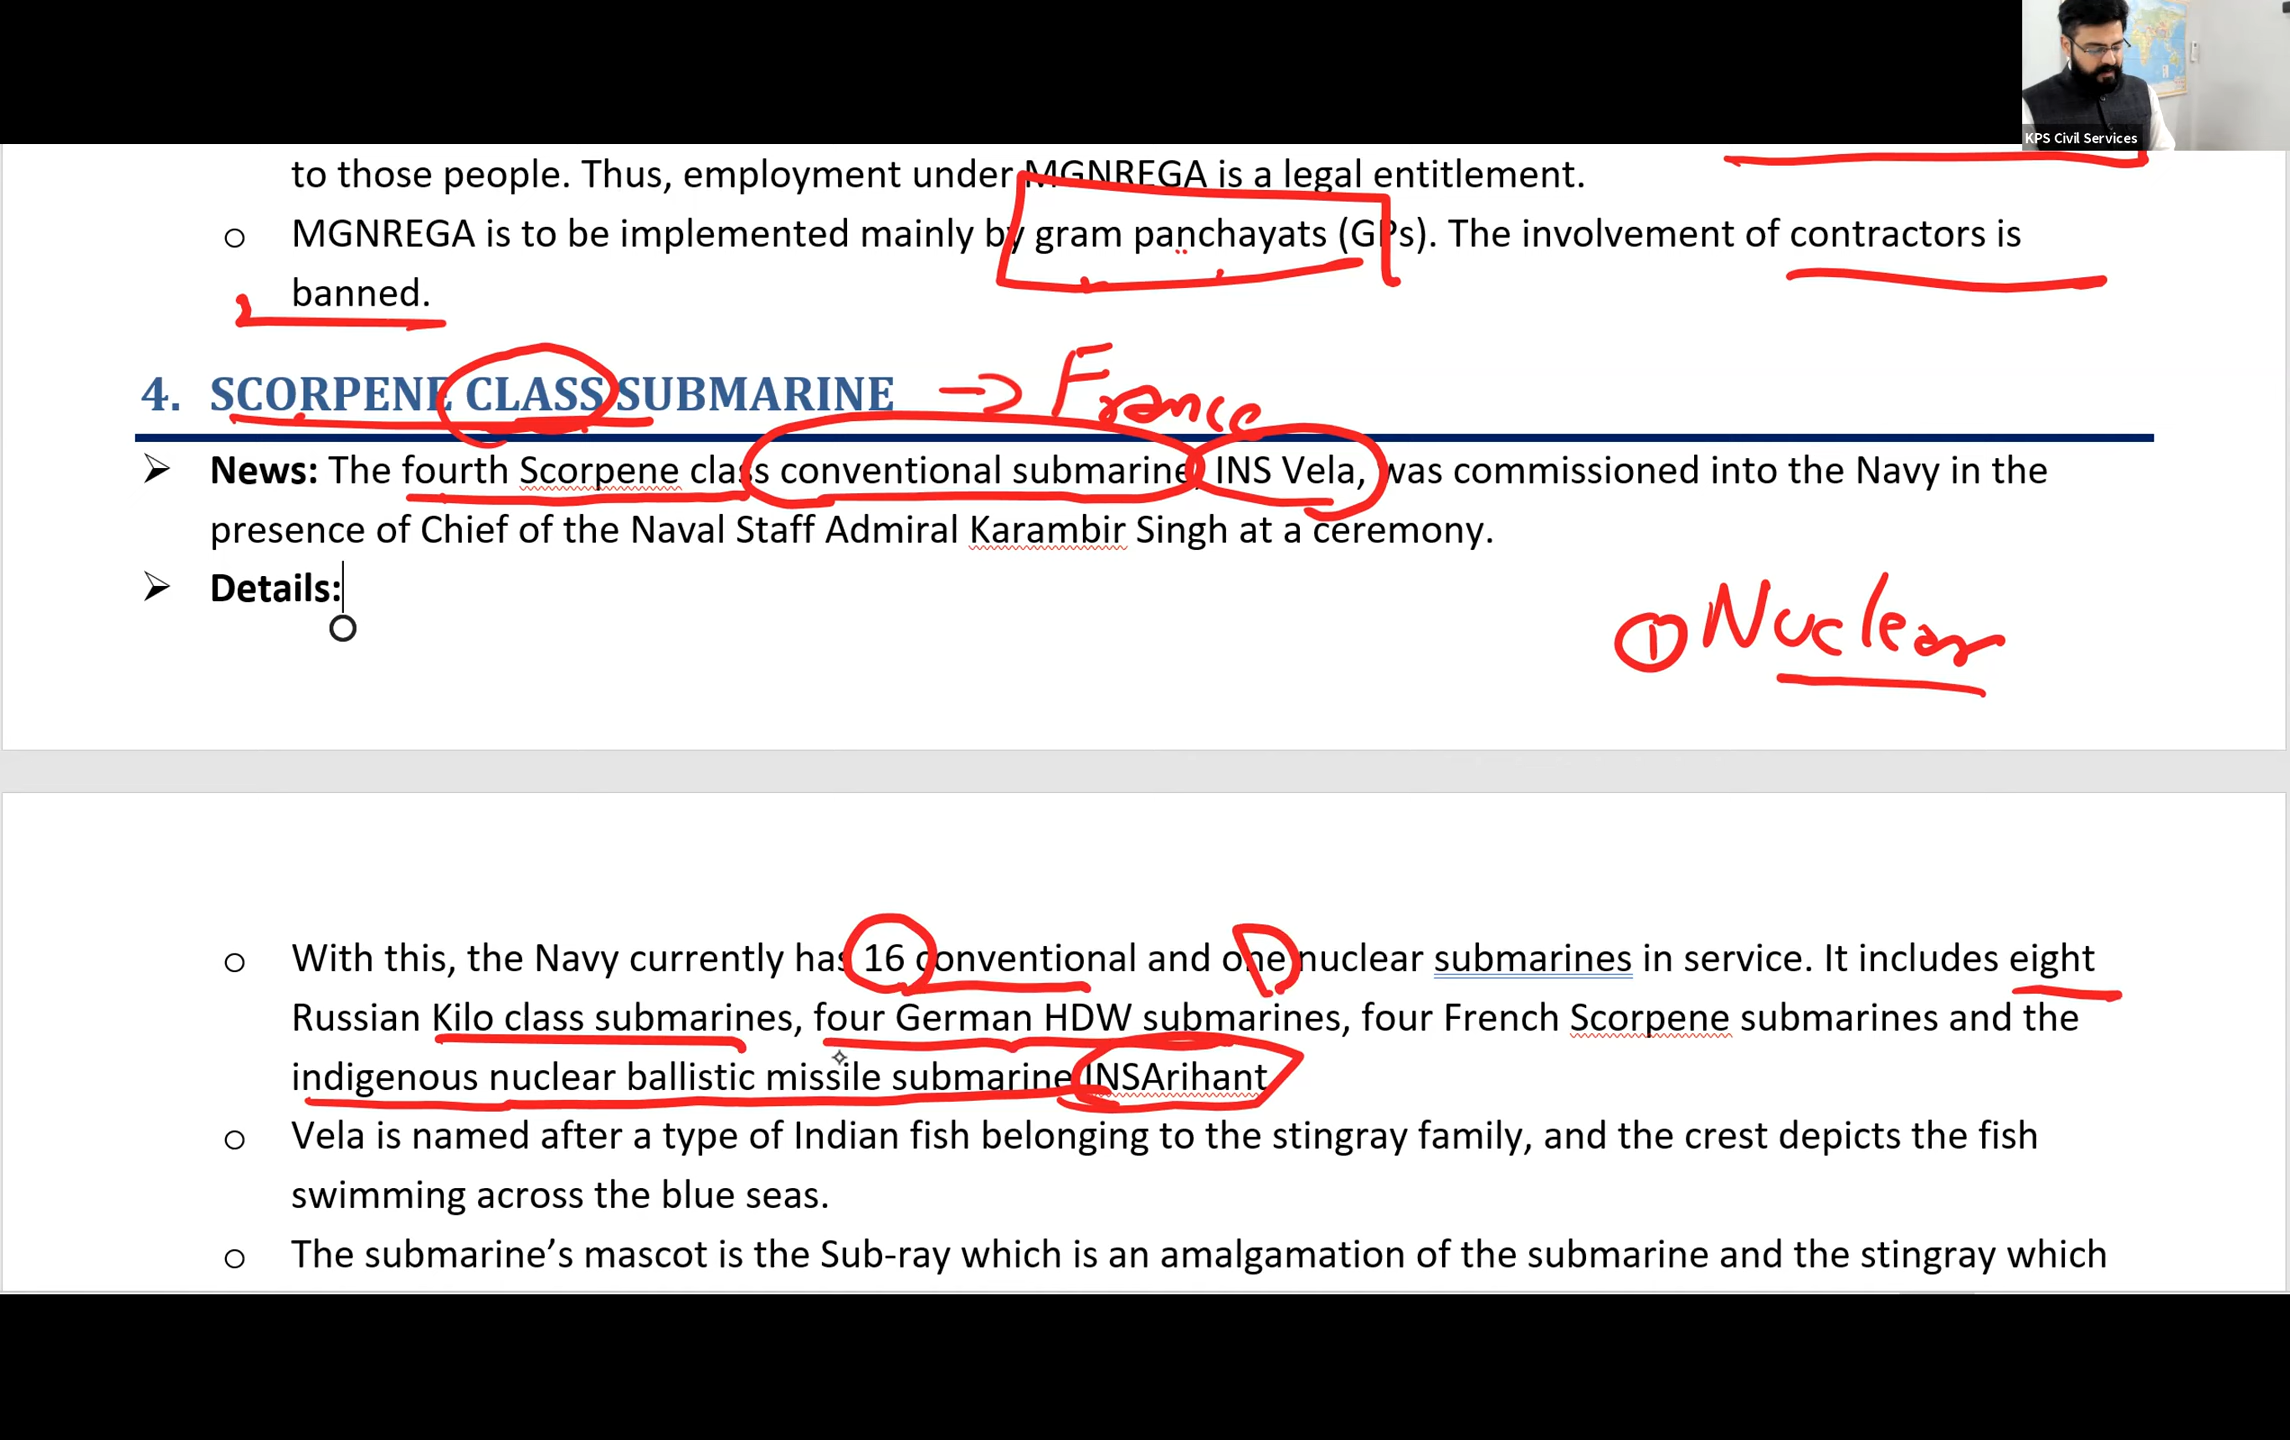 KPS Civil Services
to those people. Thus, employment under MGNREGA is a legal entitlement.
o MGNREGA is to be implemented mainly by gram panchayats (GPs). The involvement of contractors is
banned.
4. SCORPENE CLASS SUBMARINE → France
➢ News: The fourth Scorpene class conventional submarine, INS Vela, was commissioned into the Navy in the
presence of Chief of the Naval Staff Admiral Karambir Singh at a ceremony.
➢ Details:
① Nuclear
o With this, the Navy currently has 16 conventional and one nuclear submarines in service. It includes eight
Russian Kilo class submarines, four German HDW submarines, four French Scorpene submarines and the
indigenous nuclear ballistic missile submarine INSArihant
o Vela is named after a type of Indian fish belonging to the stingray family, and the crest depicts the fish
swimming across the blue seas.
o The submarine’s mascot is the Sub-ray which is an amalgamation of the submarine and the stingray which